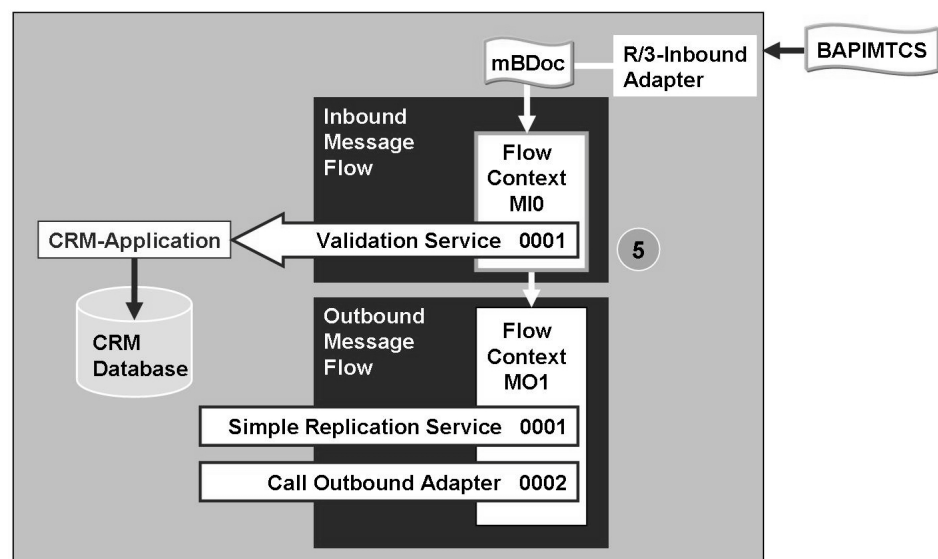 mBDoc
R/3-Inbound
Adapter
BAPIMTCS
Inbound
Message
Flow
Flow
Context
MI0
CRM-Application
Validation Service 0001
5
CRM
Database
Outbound
Message
Flow
Flow
Context
MO1
Simple Replication Service 0001
Call Outbound Adapter 0002